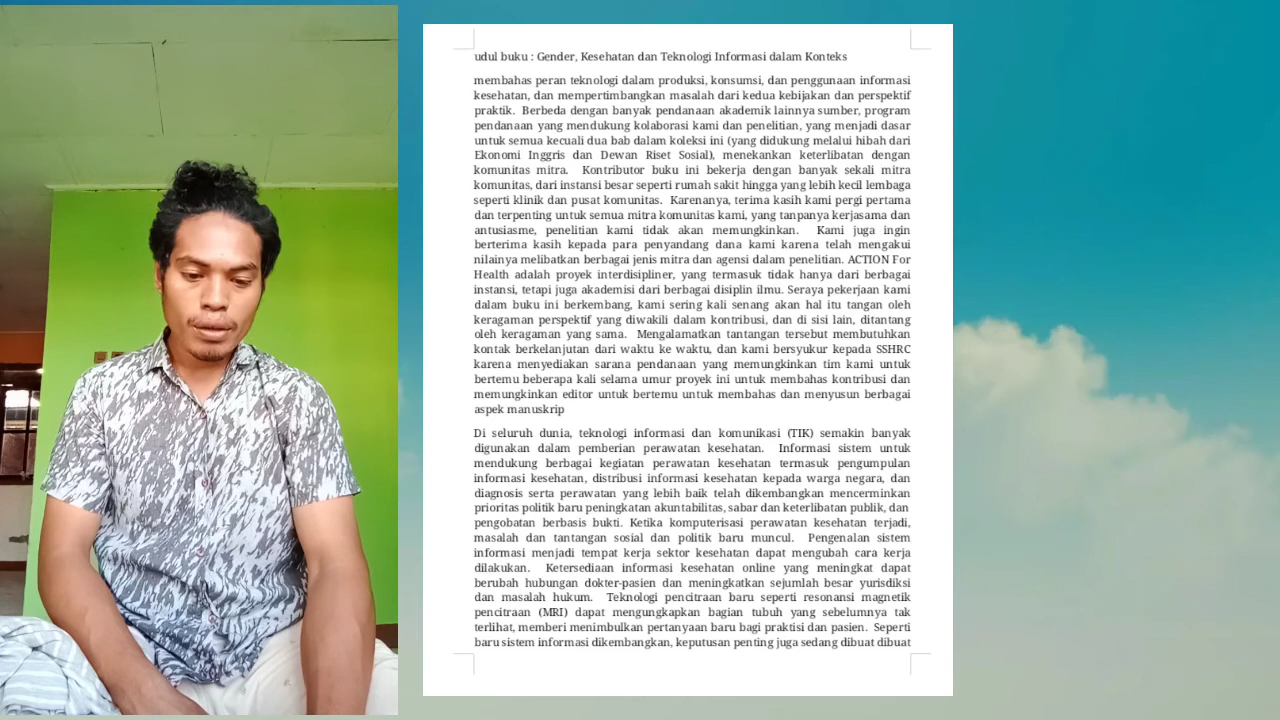 udul buku : Gender, Kesehatan dan Teknologi Informasi dalam Konteks
membahas peran teknologi dalam produksi, konsumsi, dan penggunaan informasi
kesehatan, dan mempertimbangkan masalah dari kedua kebijakan dan perspektif
praktik. Berbeda dengan banyak pendanaan akademik lainnya sumber, program
pendanaan yang mendukung kolaborasi kami dan penelitian, yang menjadi dasar
untuk semua kecuali dua bab dalam koleksi ini (yang didukung melalui hibah dari
Ekonomi Inggris dan Dewan Riset Sosial), menekankan keterlibatan dengan
komunitas mitra. Kontributor buku ini bekerja dengan banyak sekali mitra
komunitas, dari instansi besar seperti rumah sakit hingga yang lebih kecil lembaga
seperti klinik dan pusat komunitas. Karenanya, terima kasih kami pergi pertama
dan terpenting untuk semua mitra komunitas kami, yang tanpanya kerjasama dan
antusiasme, penelitian kami tidak akan memungkinkan. Kami juga ingin
berterima kasih kepada para penyandang dana kami karena telah mengakui
nilainya melibatkan berbagai jenis mitra dan agensi dalam penelitian. ACTION For
Health adalah proyek interdisipliner, yang termasuk tidak hanya dari berbagai
instansi, tetapi juga akademisi dari berbagai disiplin ilmu. Seraya pekerjaan kami
dalam buku ini berkembang, kami sering kali senang akan hal itu tangan oleh
keragaman perspektif yang diwakili dalam kontribusi, dan di sisi lain, ditantang
oleh keragaman yang sama. Mengalamatkan tantangan tersebut membutuhkan
kontak berkelanjutan dari waktu ke waktu, dan kami bersyukur kepada SSHRC
karena menyediakan sarana pendanaan yang memungkinkan tim kami untuk
bertemu beberapa kali selama umur proyek ini untuk membahas kontribusi dan
memungkinkan editor untuk bertemu untuk membahas dan menyusun berbagai
aspek manuskrip
Di seluruh dunia, teknologi informasi dan komunikasi (TIK) semakin banyak
digunakan dalam pemberian perawatan kesehatan. Informasi sistem untuk
mendukung berbagai kegiatan perawatan kesehatan termasuk pengumpulan
informasi kesehatan, distribusi informasi kesehatan kepada warga negara, dan
diagnosis serta perawatan yang lebih baik telah dikembangkan mencerminkan
prioritas politik baru peningkatan akuntabilitas, sabar dan keterlibatan publik, dan
pengobatan berbasis bukti. Ketika komputerisasi perawatan kesehatan terjadi,
masalah dan tantangan sosial dan politik baru muncul. Pengenalan sistem
informasi menjadi tempat kerja sektor kesehatan dapat mengubah cara kerja
dilakukan. Ketersediaan informasi kesehatan online yang meningkat dapat
berubah hubungan dokter-pasien dan meningkatkan sejumlah besar yurisdiksi
dan masalah hukum. Teknologi pencitraan baru seperti resonansi magnetik
pencitraan (MRI) dapat mengungkapkan bagian tubuh yang sebelumnya tak
terlihat, memberi menimbulkan pertanyaan baru bagi praktisi dan pasien. Seperti
baru sistem informasi dikembangkan, keputusan penting juga sedang dibuat dibuat